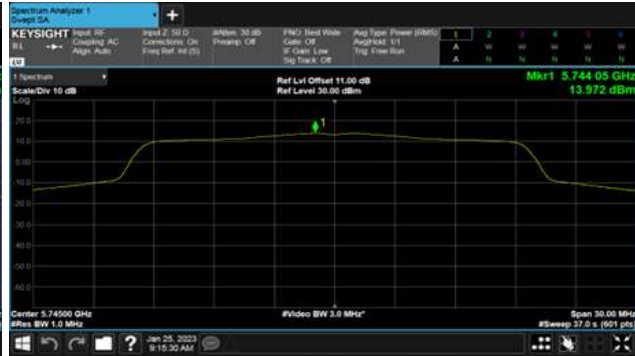 Spectrum Analyzer 1
Swept SA
+
KEYSIGHT Input: RF
RL Coupling: AC
Align: Auto
Input Z: 50 Ω
Corrections: On
Freq Ref: Int (S)
#Atten: 30 dB
Preamp: Off
PNO: Best Wide
Gate: Off
IF Gain: Low
Sig Track: Off
Avg Type: Power (RMS)
Avg|Hold: 1/1
Trig: Free Run
1 2 3 4 5 6
A W W W W W
A N N N N N
1 Spectrum
Scale/Div 10 dB
Log
Ref Lvl Offset 11.00 dB
Ref Level 30.00 dBm
Mkr1 5.744 05 GHz
13.972 dBm
1
20.0
10.0
0.00
-10.0
-20.0
-30.0
-40.0
-50.0
-60.0
Center 5.74500 GHz
#Res BW 1.0 MHz
#Video BW 3.0 MHz*
Span 30.00 MHz
#Sweep 37.0 s (601 pts)
? Jan 25, 2023
9:15:30 AM